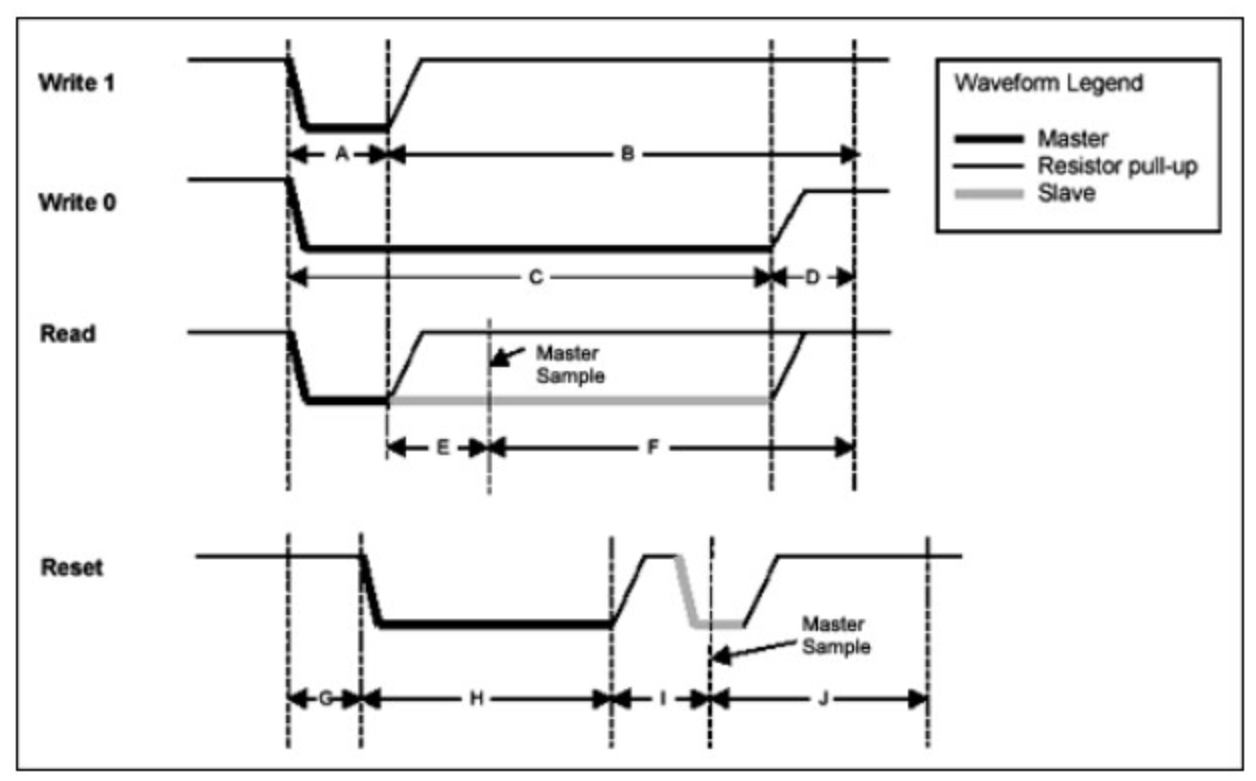 Write 1
A
B
Waveform Legend
Master
Resistor pull-up
Slave
Write 0
C
D
Read
Master
Sample
E
F
Reset
Master
Sample
G
H
I
J